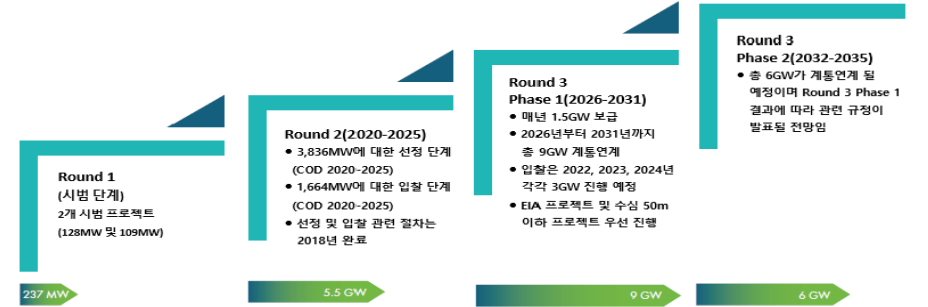 Round 1
(시범 단계)
2개 시범 프로젝트
(128MW 및 109MW)
237 MW
Round 2(2020-2025)
• 3,836MW에 대한 선정 단계
(COD 2020~2025)
• 1,664MW에 대한 입찰 단계
(COD 2020~2025)
• 선정 및 입찰 관련 절차는
2018년 완료
5.5 GW
Round 3
Phase 1(2026-2031)
• 매년 1.5GW 보급
• 2026년부터 2031년까지
총 9GW 계통연계
• 입찰은 2022, 2023, 2024년
각각 3GW 진행 예정
• EIA 프로젝트 및 수심 50m
이하 프로젝트 우선 진행
9 GW
Round 3
Phase 2(2032-2035)
• 총 6GW가 계통연계 될
예정이며 Round 3 Phase 1
결과에 따라 관련 규정이
발표될 전망임
6 GW